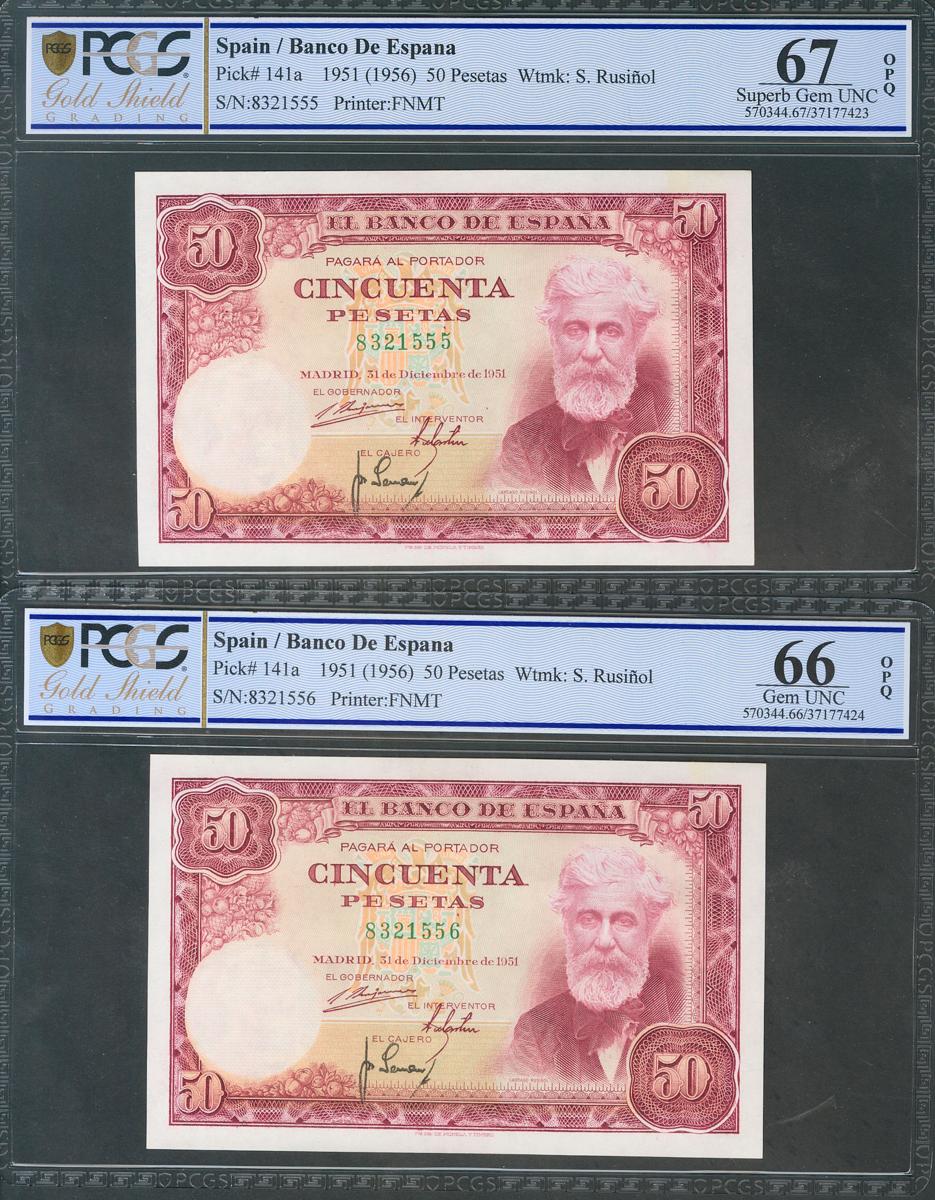 PCGS
Gold Shield
GRADING
Spain / Banco De Espana
Pick# 141a 1951 (1956) 50 Pesetas Wtmk: S. Rusiñol
S/N:8321555 Printer:FNMT
67
Superb Gem UNC
570344.67/37177423
OPQ
50
EL BANCO DE ESPAÑA
50
PAGARÁ AL PORTADOR
CINCUENTA
PESETAS
8321555
MADRID, 31 de Diciembre de 1951
EL GOBERNADOR
EL INTERVENTOR
EL CAJERO
50
50
PCGS
Gold Shield
GRADING
Spain / Banco De Espana
Pick# 141a 1951 (1956) 50 Pesetas Wtmk: S. Rusiñol
S/N:8321556 Printer:FNMT
66
Gem UNC
570344.66/37177424
OPQ
50
EL BANCO DE ESPAÑA
50
PAGARÁ AL PORTADOR
CINCUENTA
PESETAS
8321556
MADRID, 31 de Diciembre de 1951
EL GOBERNADOR
EL INTERVENTOR
EL CAJERO
50
50